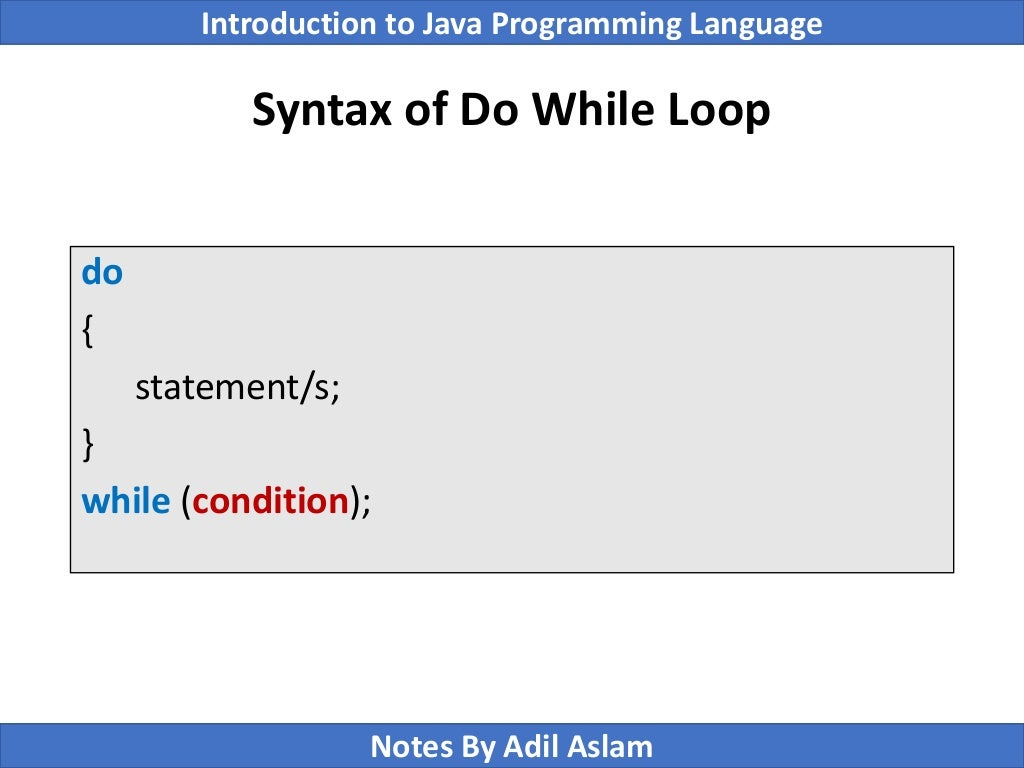 Introduction to Java Programming Language
Syntax of Do While Loop
do
{
statement/s;
}
while (condition);
Notes By Adil Aslam